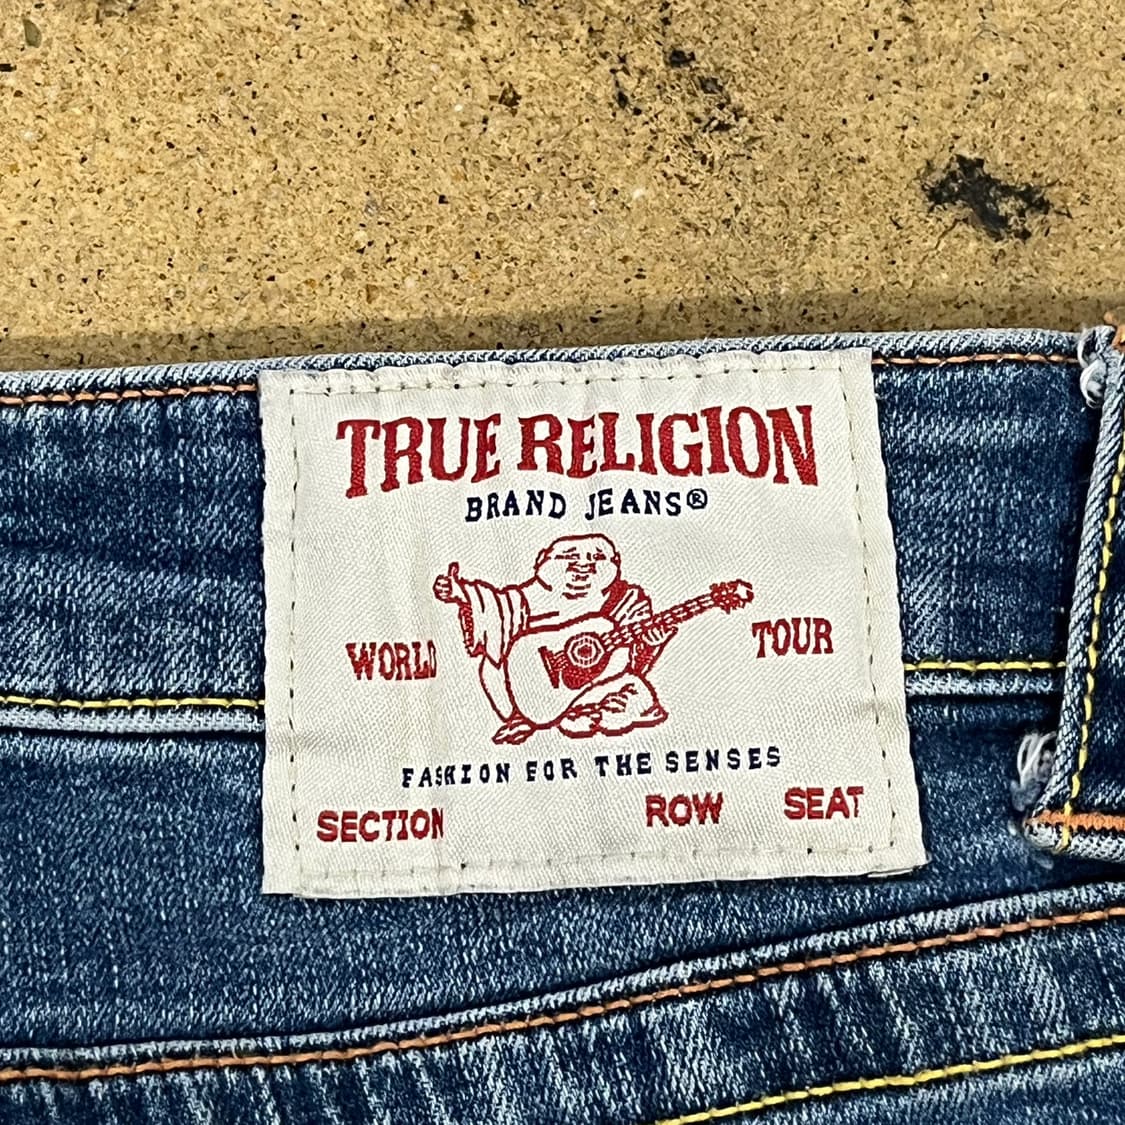 TRUE RELIGION
BRAND JEANS®
WORLD TOUR
FASHION FOR THE SENSES
SECTION ROW SEAT